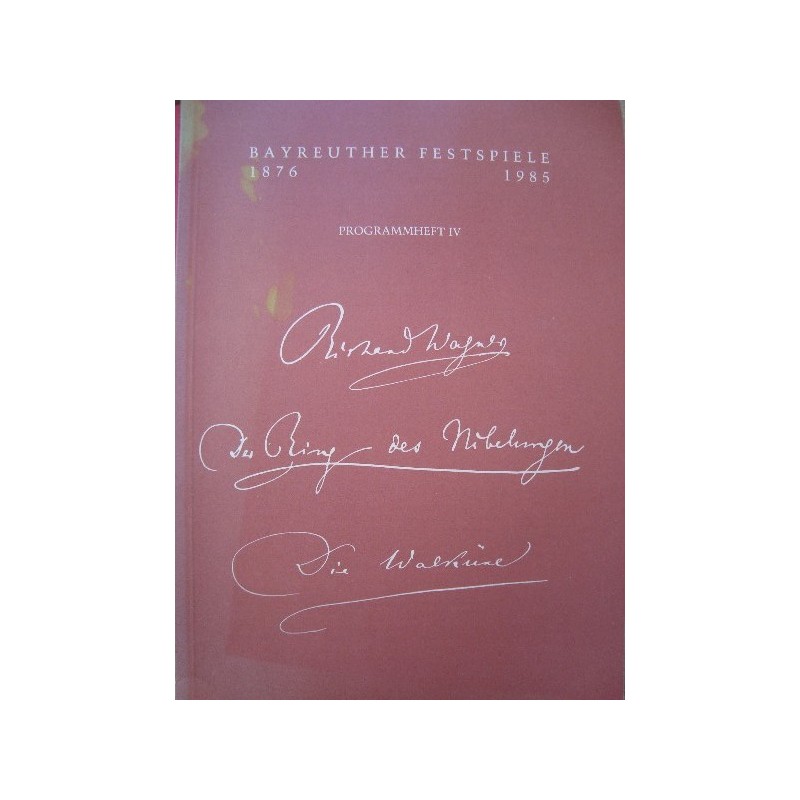 BAYREUTHER FESTSPIELE
1876 1985
PROGRAMMHEFT IV
Richard Wagner
Der Ring des Nibelungen
Die Walküre